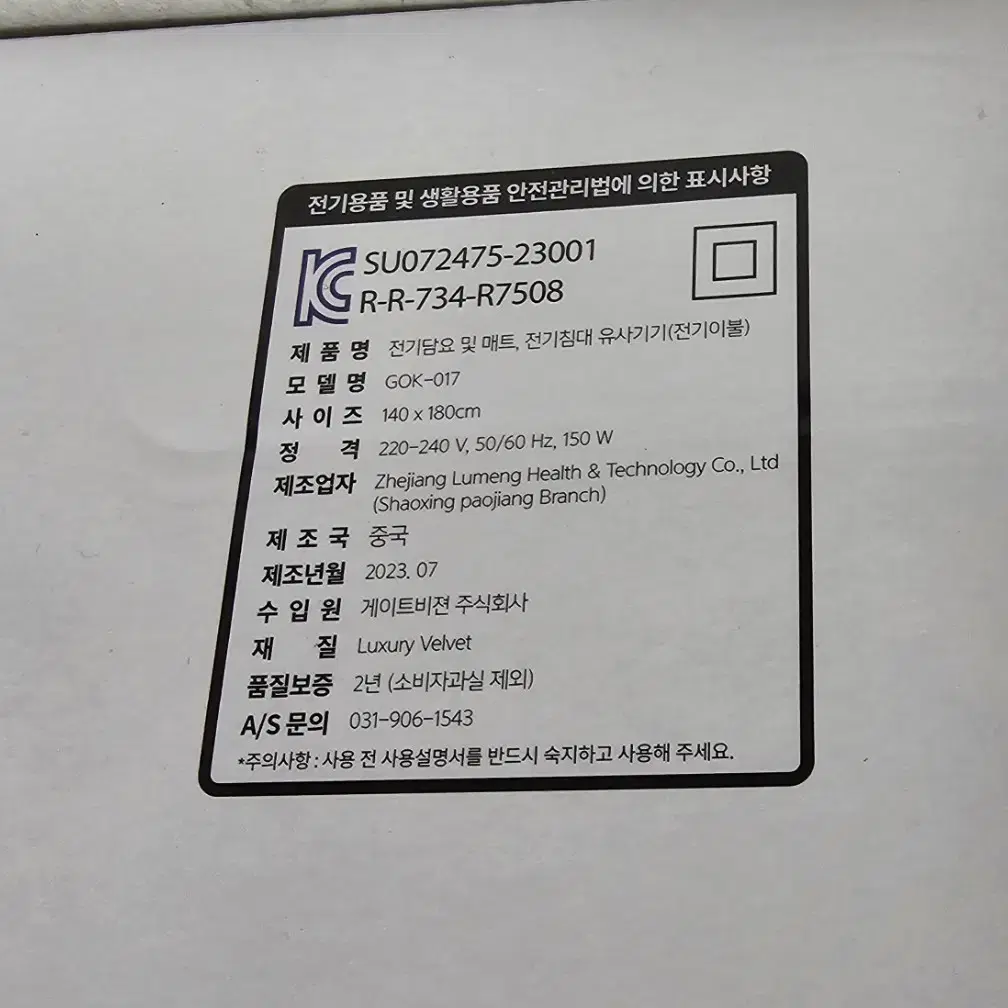 전기용품 및 생활용품 안전관리법에 의한 표시사항
KC SU072475-23001
R-R-734-R7508
제품명 전기담요 및 매트, 전기침대 유사기기(전기이불)
모델명 GOK-017
사이즈 140 x 180cm
정격 220-240 V, 50/60 Hz, 150 W
제조업자 Zhejiang Lumeng Health & Technology Co., Ltd
(Shaoxing paojiang Branch)
제조국 중국
제조년월 2023. 07
수입원 게이트비젼 주식회사
재질 Luxury Velvet
품질보증 2년 (소비자과실 제외)
A/S 문의 031-906-1543
*주의사항 : 사용 전 사용설명서를 반드시 숙지하고 사용해 주세요.